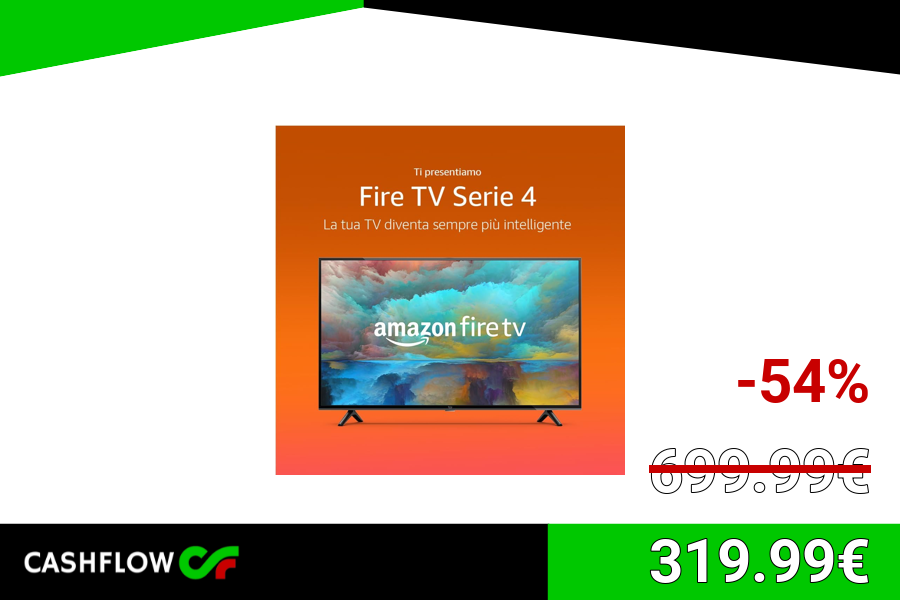 Ti presentiamo
Fire TV Serie 4
La tua TV diventa sempre più intelligente
amazon fire tv
-54%
699.99€
CASHFLOW
319.99€